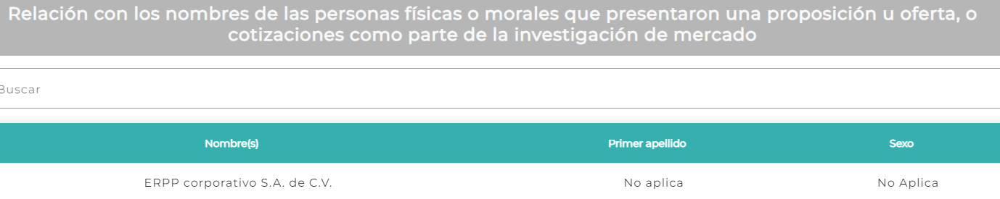 Relación con los nombres de las personas físicas o morales que presentaron una proposición u oferta, o
cotizaciones como parte de la investigación de mercado
Buscar
Nombre(s) Primer apellido Sexo
ERPP corporativo S.A. de C.V. No aplica No Aplica